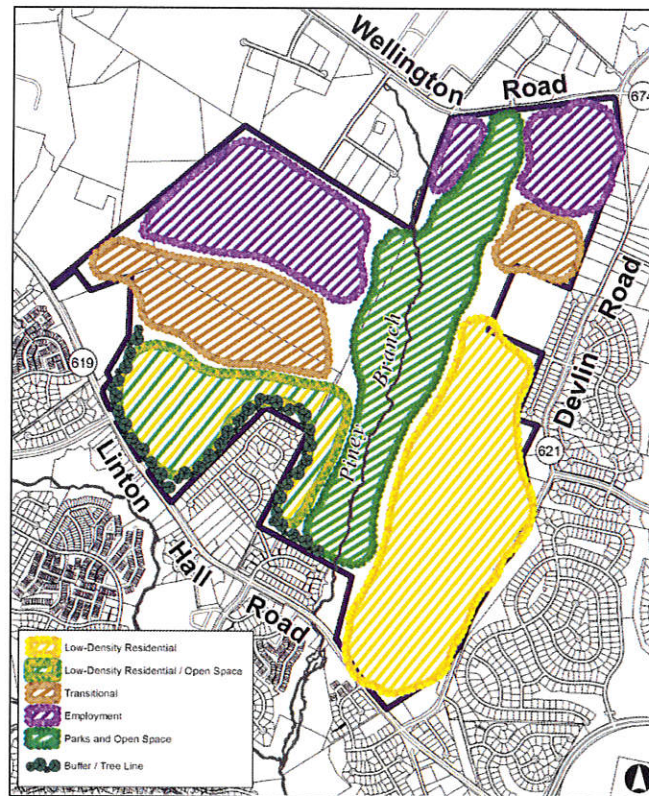 Wellington Road
674
Devlin Road
621
619
Linton Hall Road
Piney Branch
Low-Density Residential
Low-Density Residential / Open Space
Transitional
Employment
Parks and Open Space
Buffer / Tree Line